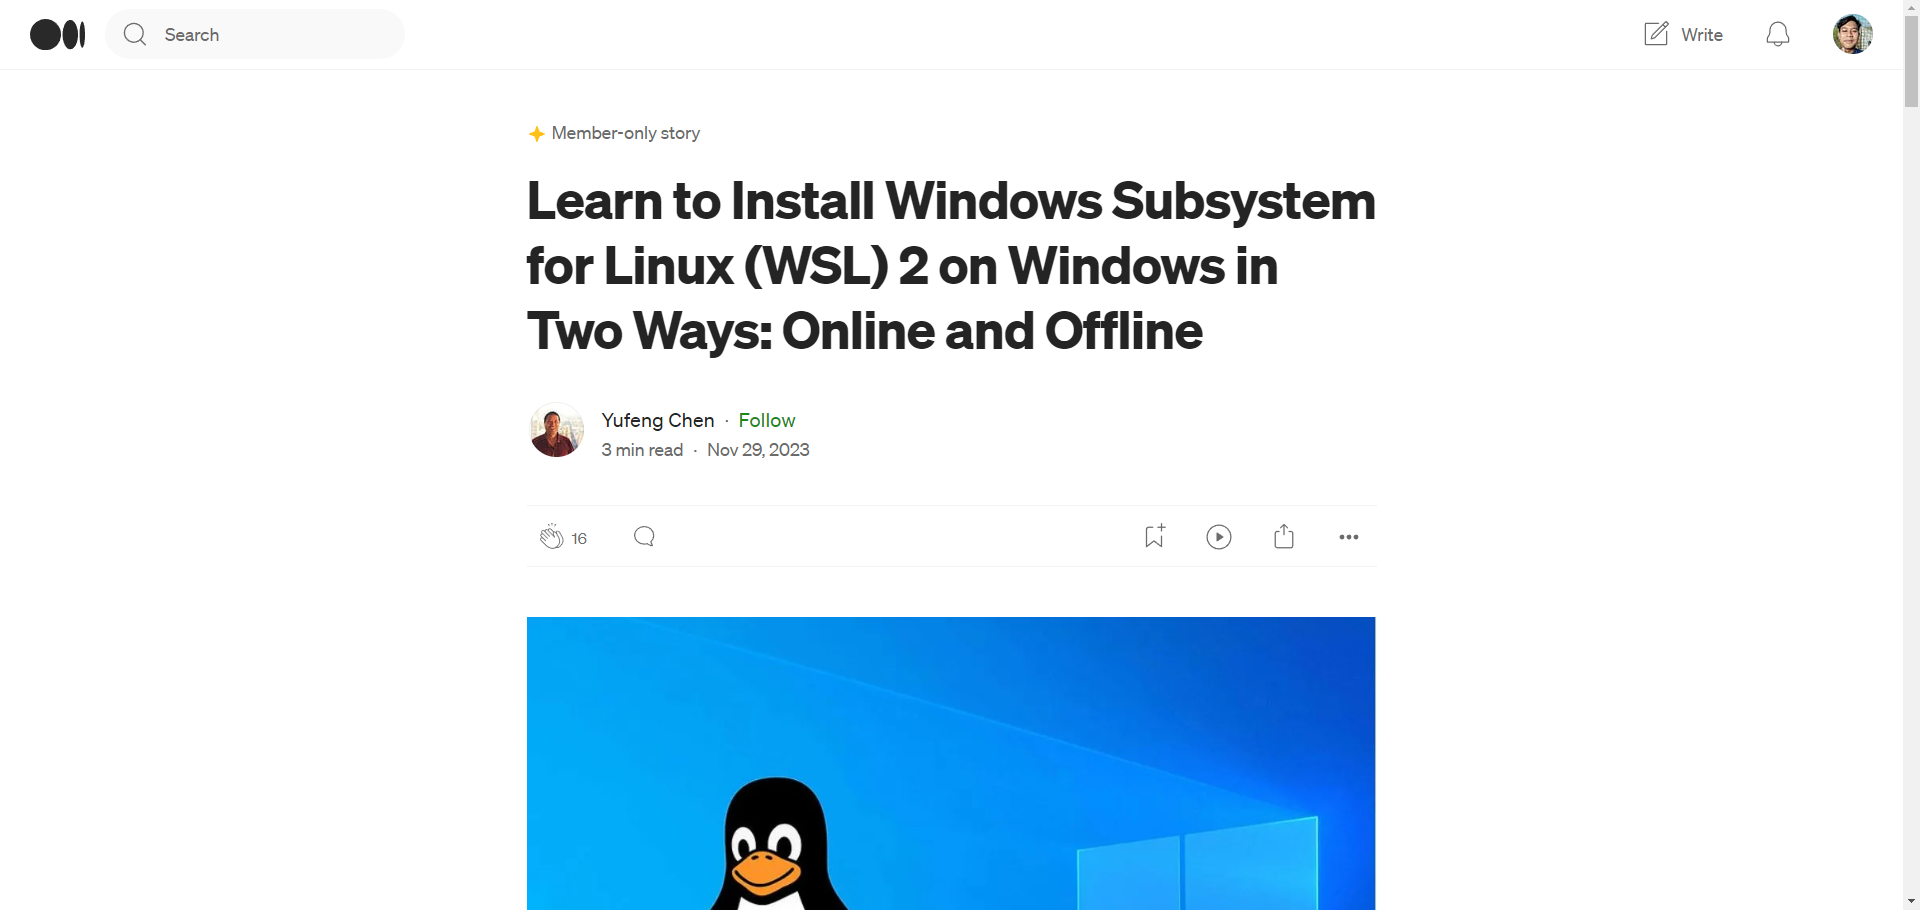 Search
Write
Member-only story
Learn to Install Windows Subsystem
for Linux (WSL) 2 on Windows in
Two Ways: Online and Offline
Yufeng Chen · Follow
3 min read · Nov 29, 2023
16